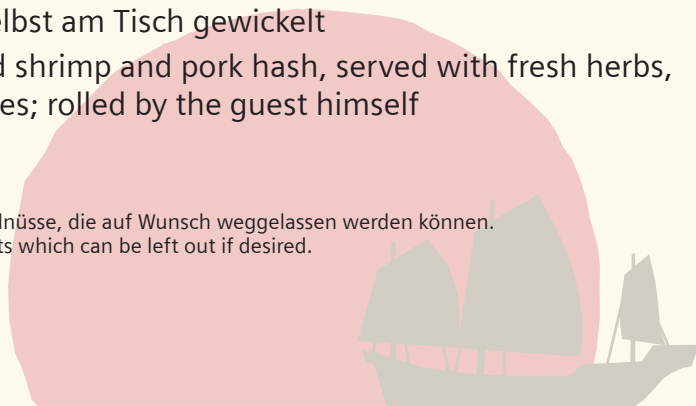 elbst am Tisch gewickelt
d shrimp and pork hash, served with fresh herbs,
es; rolled by the guest himself
lnüsse, die auf Wunsch weggelassen werden können.
ts which can be left out if desired.